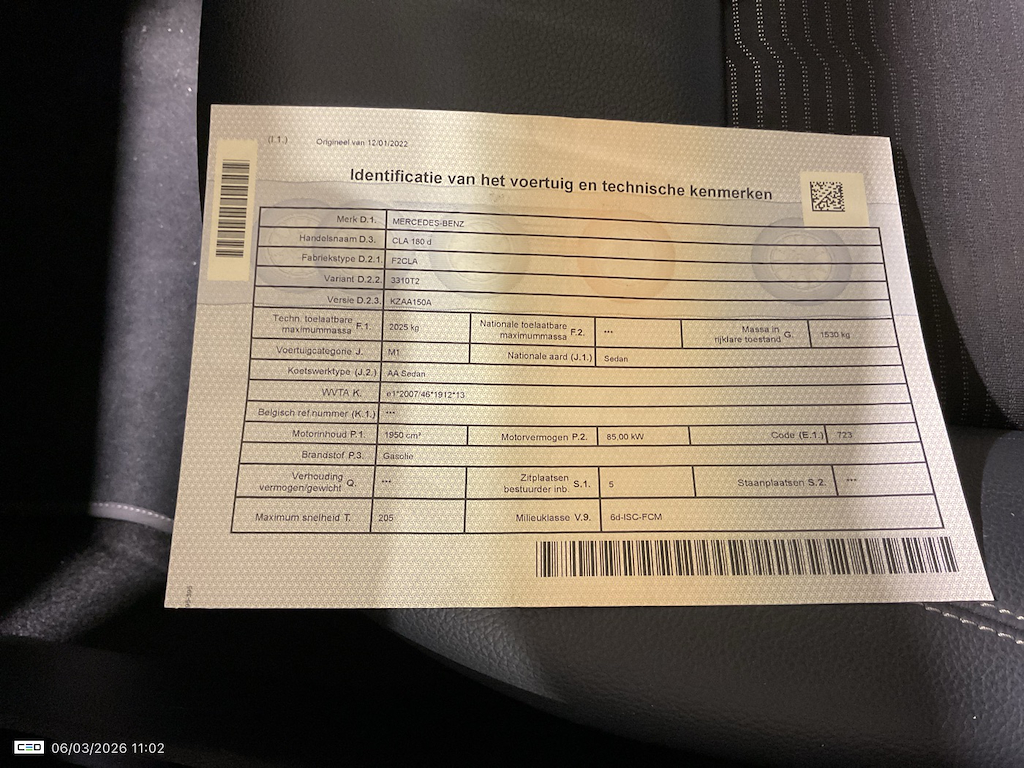 (I.1.) Origineel van 12/01/2022
Identificatie van het voertuig en technische kenmerken
Merk D.1. MERCEDES-BENZ
Handelsnaam D.3. CLA 180 d
Fabriekstype D.2.1. F2CLA
Variant D.2.2. 3310T2
Versie D.2.3. KZAA150A
Techn. toelaatbare maximummassa F.1. 2025 kg Nationale toelaatbare maximummassa F.2. *** Massa in rijklare toestand G. 1530 kg
Voertuigcategorie J. M1 Nationale aard (J.1.) Sedan
Koetswerktype (J.2.) AA Sedan
WVTA K. e1*2007/46*1912*13
Belgisch ref.nummer (K.1.) ***
Motorinhoud P.1. 1950 cm³ Motorvermogen P.2. 85,00 kW Code (E.1.) 723
Brandstof P.3. Gasolie
Verhouding vermogen/gewicht Q. *** Zitplaatsen bestuurder inb. S.1. 5 Staanplaatsen S.2. ***
Maximum snelheid T. 205 Milieuklasse V.9. 6d-ISC-FCM
CEO 06/03/2026 11:02